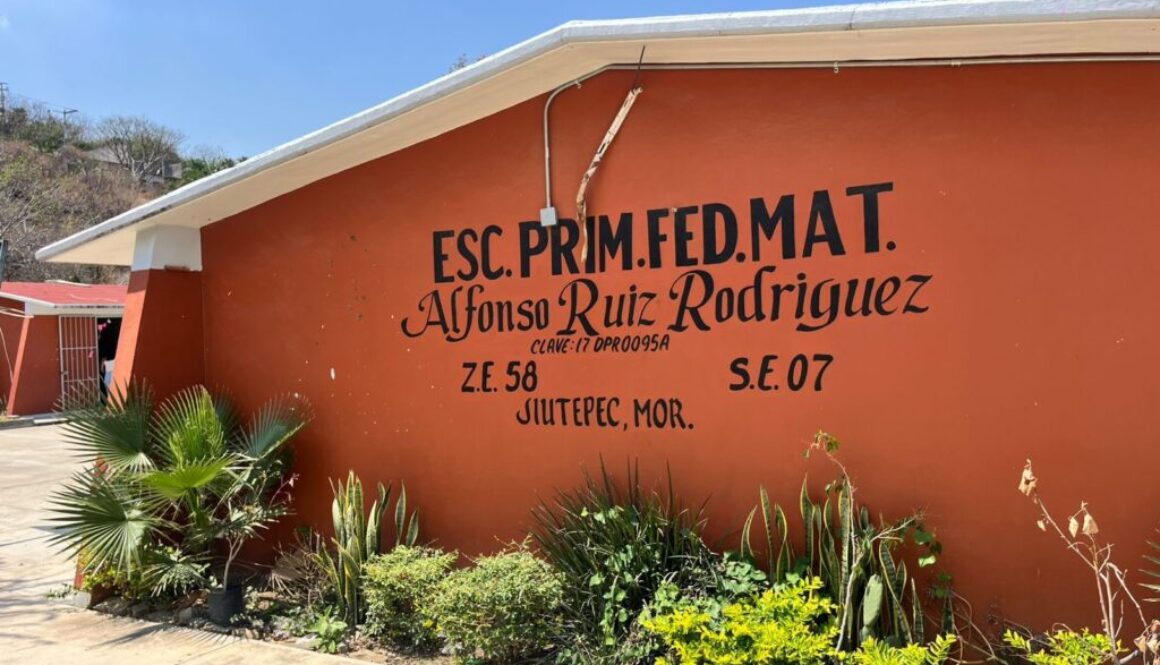 ESC. PRIM. FED. MAT.
Alfonso Ruiz Rodriguez
CLAVE: 17 DPR0095A
Z.E. 58 S.E. 07
JIUTEPEC, MOR.